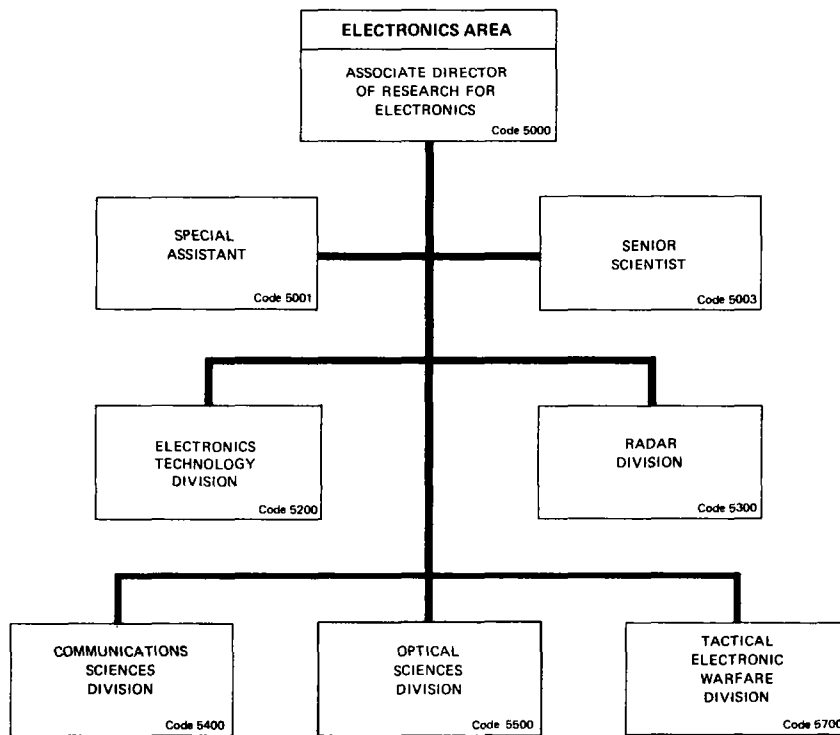 ELECTRONICS AREA
ASSOCIATE DIRECTOR
OF RESEARCH FOR
ELECTRONICS
Code 5000
SPECIAL
ASSISTANT
Code 5001
SENIOR
SCIENTIST
Code 5003
ELECTRONICS
TECHNOLOGY
DIVISION
Code 5200
RADAR
DIVISION
Code 5300
COMMUNICATIONS
SCIENCES
DIVISION
Code 5400
OPTICAL
SCIENCES
DIVISION
Code 5500
TACTICAL
ELECTRONIC
WARFARE
DIVISION
Code 5700